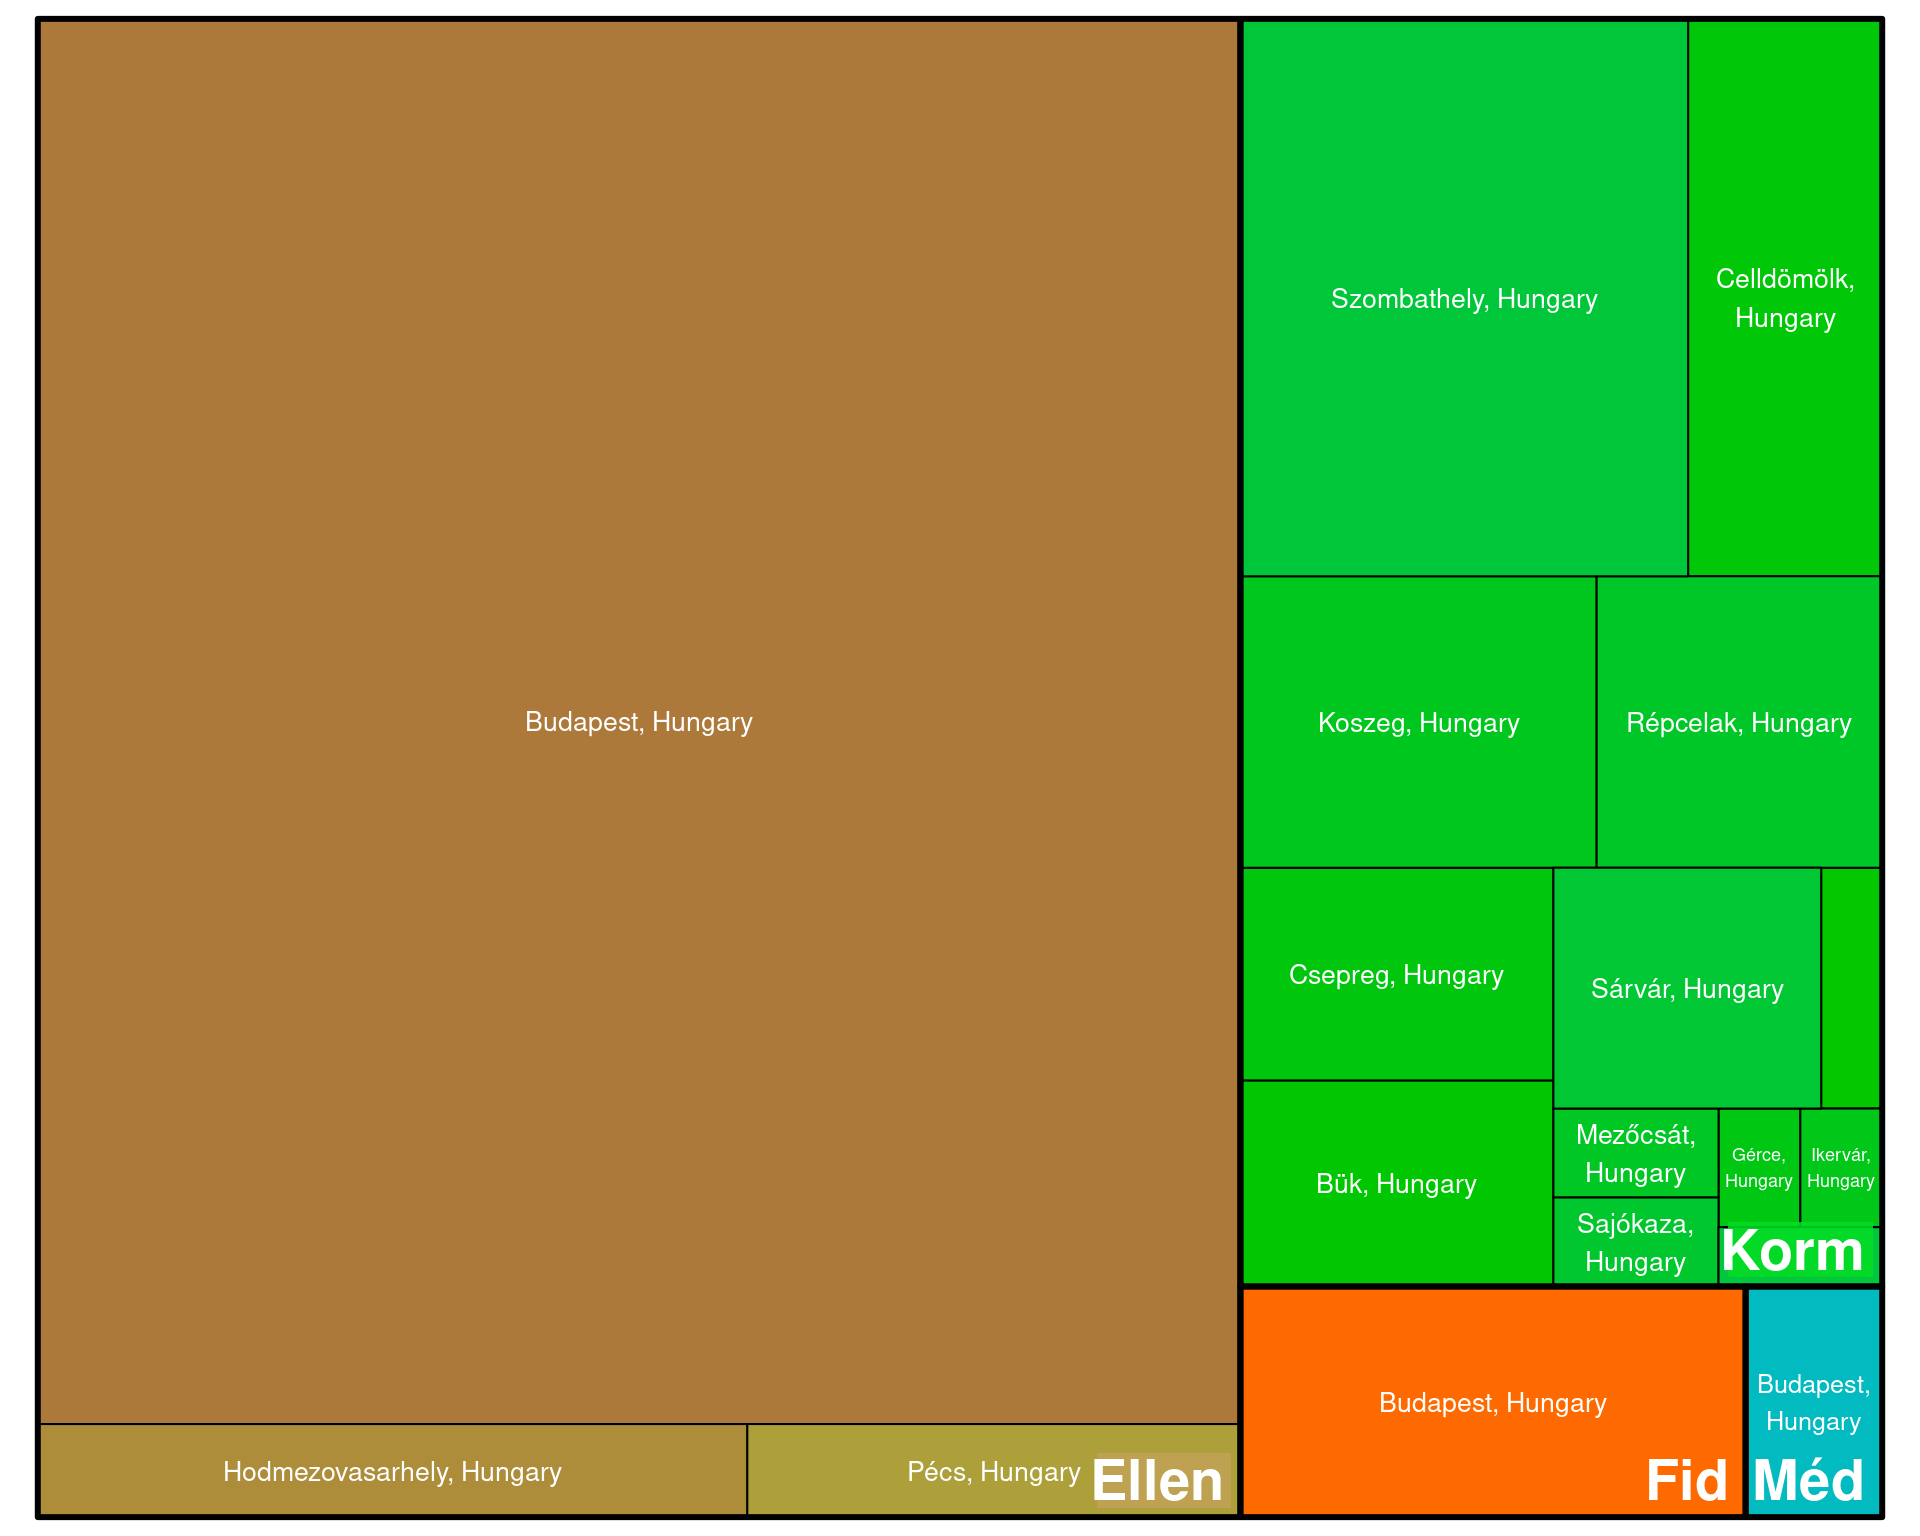 Budapest, Hungary
Hodmezovasarhely, Hungary
Pécs, Hungary
Ellen
Szombathely, Hungary
Celldömölk,
Hungary
Koszeg, Hungary
Répcelak, Hungary
Csepreg, Hungary
Sárvár, Hungary
Bük, Hungary
Mezőcsát,
Hungary
Gérce,
Hungary
Ikervár,
Hungary
Sajókaza,
Hungary
Korm
Budapest, Hungary
Fid
Budapest,
Hungary
Méd